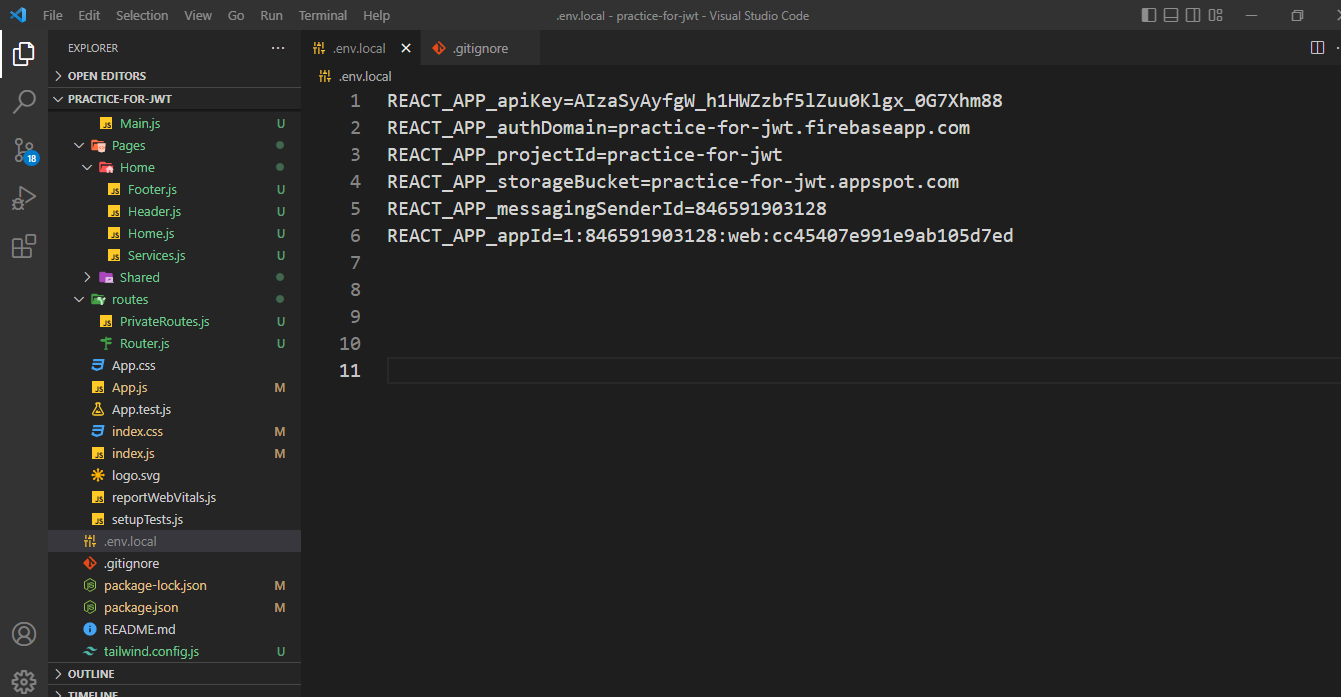 File Edit Selection View Go Run Terminal Help .env.local - practice-for-jwt - Visual Studio Code
EXPLORER
OPEN EDITORS
PRACTICE-FOR-JWT
Main.js U
Pages
Home
Footer.js U
Header.js U
Home.js U
Services.js U
Shared
routes
PrivateRoutes.js U
Router.js U
App.css
App.js M
App.test.js
index.css M
index.js M
logo.svg
reportWebVitals.js
setupTests.js
.env.local
.gitignore
package-lock.json M
package.json M
README.md
tailwind.config.js U
OUTLINE
TIMELINE
18
.env.local .gitignore
.env.local
1 REACT_APP_apiKey=AIzaSyAyfgW_h1HWZzbf5lZuu0Klgx_0G7Xhm88
2 REACT_APP_authDomain=practice-for-jwt.firebaseapp.com
3 REACT_APP_projectId=practice-for-jwt
4 REACT_APP_storageBucket=practice-for-jwt.appspot.com
5 REACT_APP_messagingSenderId=846591903128
6 REACT_APP_appId=1:846591903128:web:cc45407e991e9ab105d7ed
7
8
9
10
11